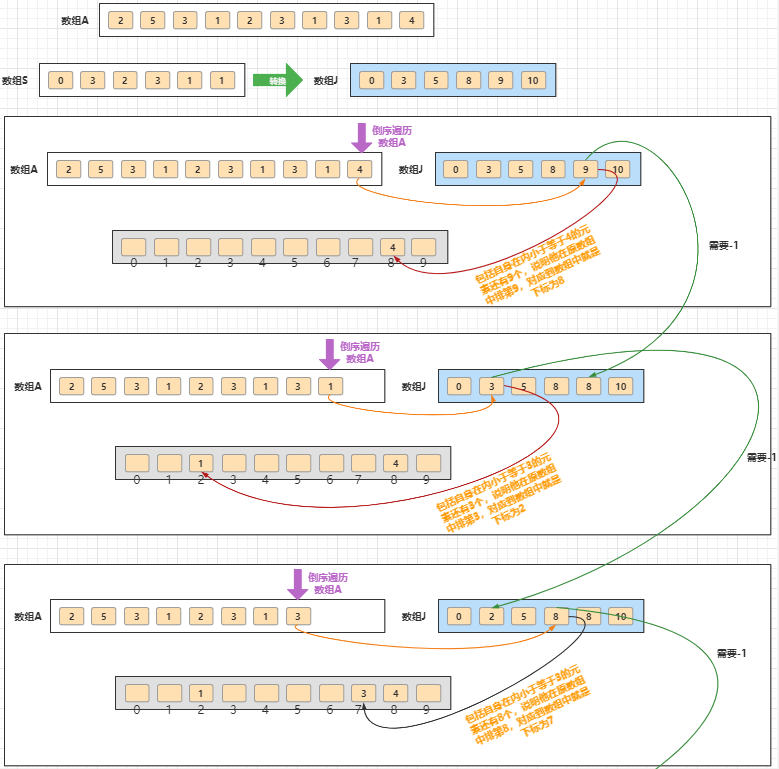 数组A 2 5 3 1 2 3 1 3 1 4
数组S 0 3 2 3 1 1 转换 数组J 0 3 5 8 9 10
倒序遍历
数组A
数组A 2 5 3 1 2 3 1 3 1 4 数组J 0 3 5 8 9 10
需要-1
4
0 1 2 3 4 5 6 7 8 9
包括自身在内小于等于4的元
素还有9个，说明他在原数组
中排第9，对应到数组中就是
下标为8
倒序遍历
数组A
数组A 2 5 3 1 2 3 1 3 1 数组J 0 3 5 8 8 10
需要-1
1 4
0 1 2 3 4 5 6 7 8 9
包括自身在内小于等于3的元
素还有3个，说明他在原数组
中排第3，对应到数组中就是
下标为2
倒序遍历
数组A
数组A 2 5 3 1 2 3 1 3 数组J 0 2 5 8 8 10
需要-1
1 3 4
0 1 2 3 4 5 6 7 8 9
包括自身在内小于等于3的元
素还有8个，说明他在原数组
中排第8，对应到数组中就是
下标为7